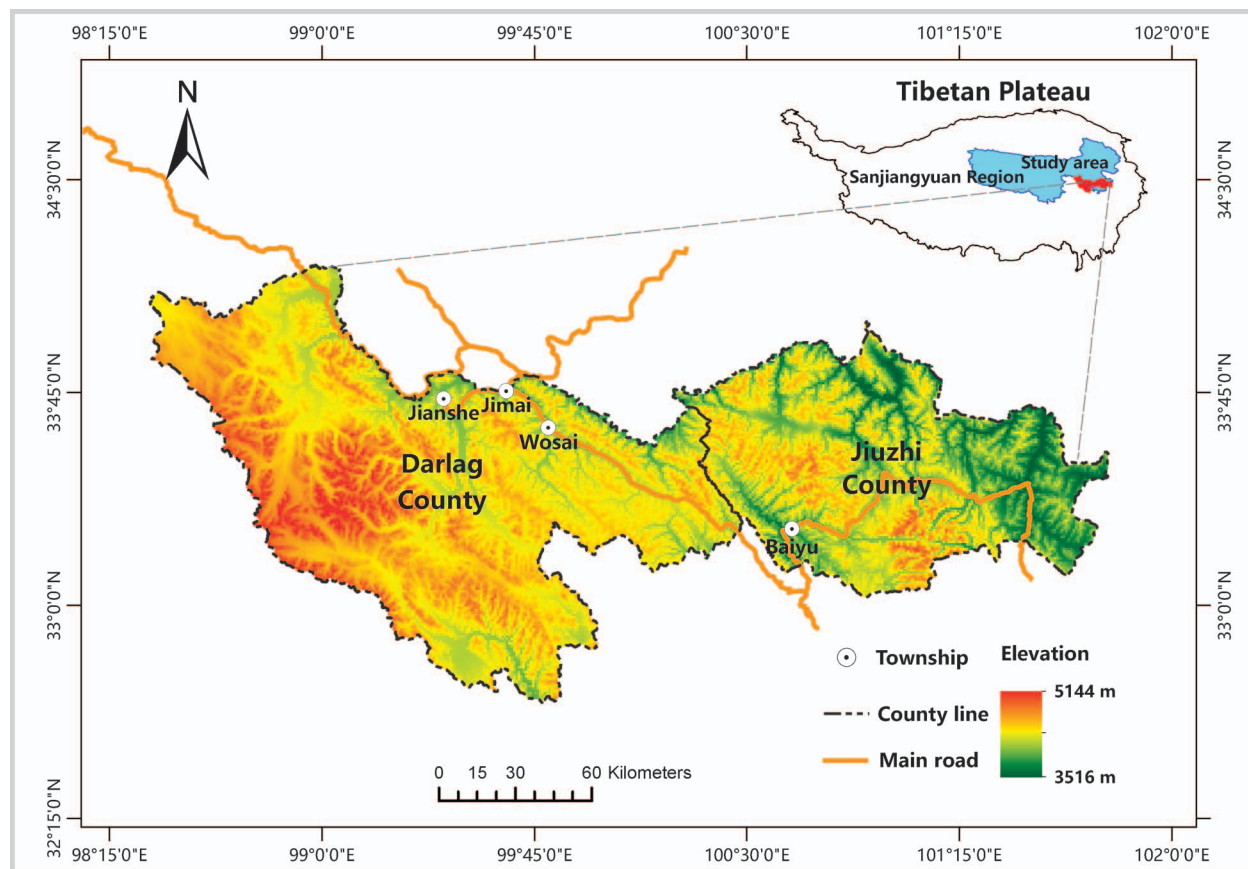 98°15'0"E 99°0'0"E 99°45'0"E 100°30'0"E 101°15'0"E 102°0'0"E
N
Tibetan Plateau
Study area
Sanjiangyuan Region
34°30'0"N 34°30'0"N
33°45'0"N 33°45'0"N
Jianshe Jimai
Wosai
Darlag
County
Jiuzhi
County
Baiyu
33°0'0"N 33°0'0"N
Township
County line
Main road
Elevation
5144 m
3516 m
0 15 30 60 Kilometers
32°15'0"N
98°15'0"E 99°0'0"E 99°45'0"E 100°30'0"E 101°15'0"E 102°0'0"E